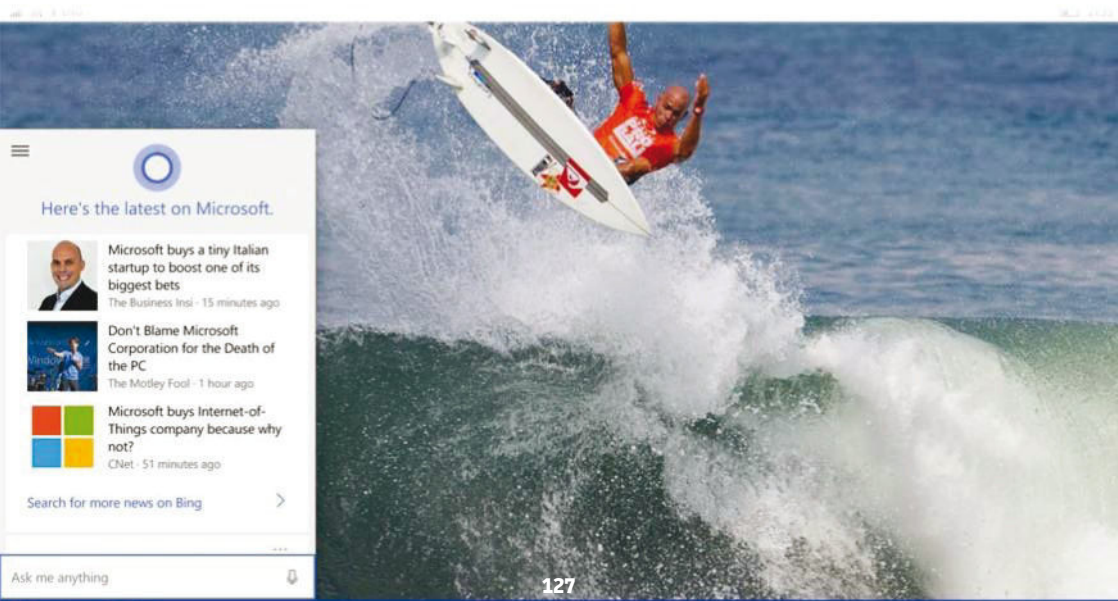 Here's the latest on Microsoft.
Microsoft buys a tiny Italian
startup to boost one of its
biggest bets
The Business Insi · 15 minutes ago
Don't Blame Microsoft
Corporation for the Death of
the PC
The Motley Fool · 1 hour ago
Microsoft buys Internet-of-
Things company because why
not?
CNet · 51 minutes ago
Search for more news on Bing
Ask me anything
127